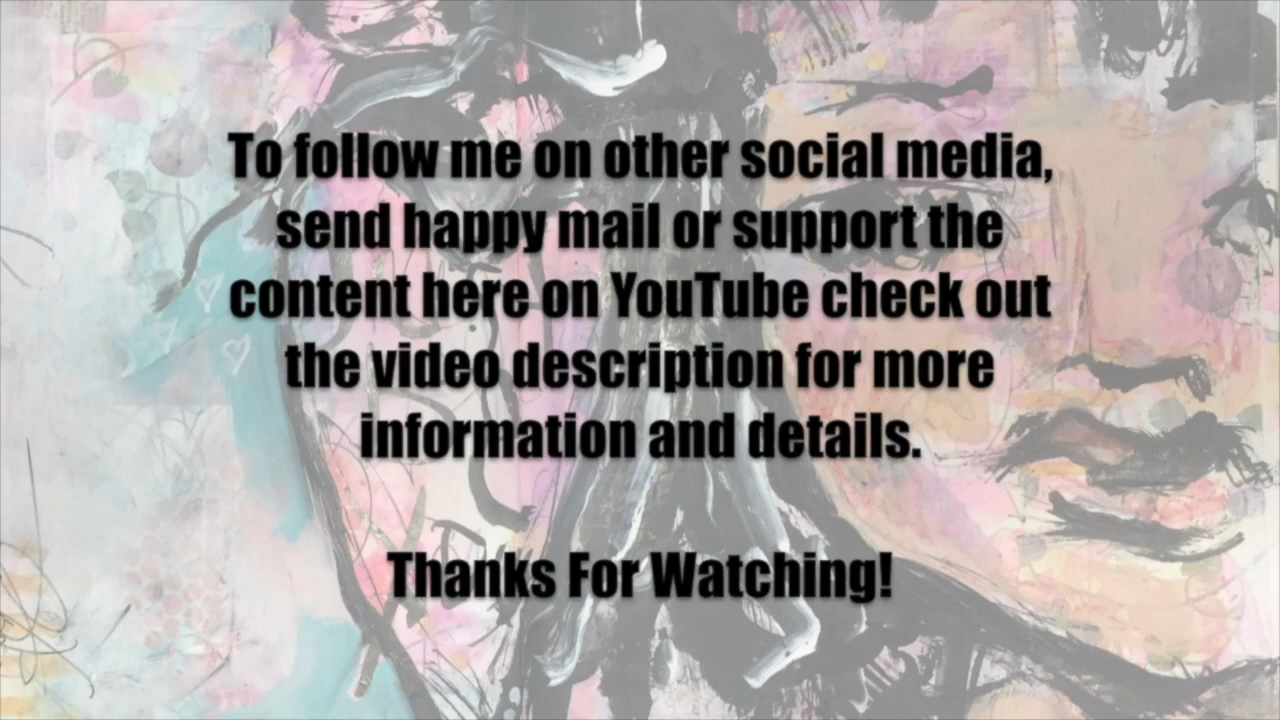 To follow me on other social media,
send happy mail or support the
content here on YouTube check out
the video description for more
information and details.
Thanks For Watching!